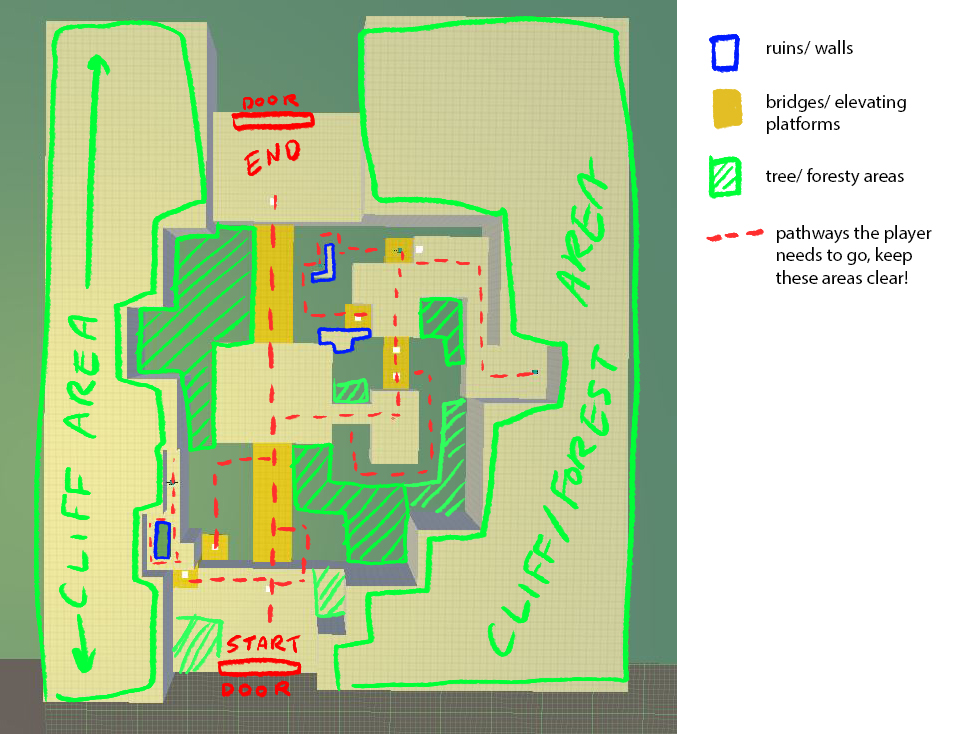 DOOR
END
CLIFF AREA
CLIFF/FOREST AREA
START
DOOR
ruins/ walls
bridges/ elevating
platforms
tree/ foresty areas
pathways the player
needs to go, keep
these areas clear!